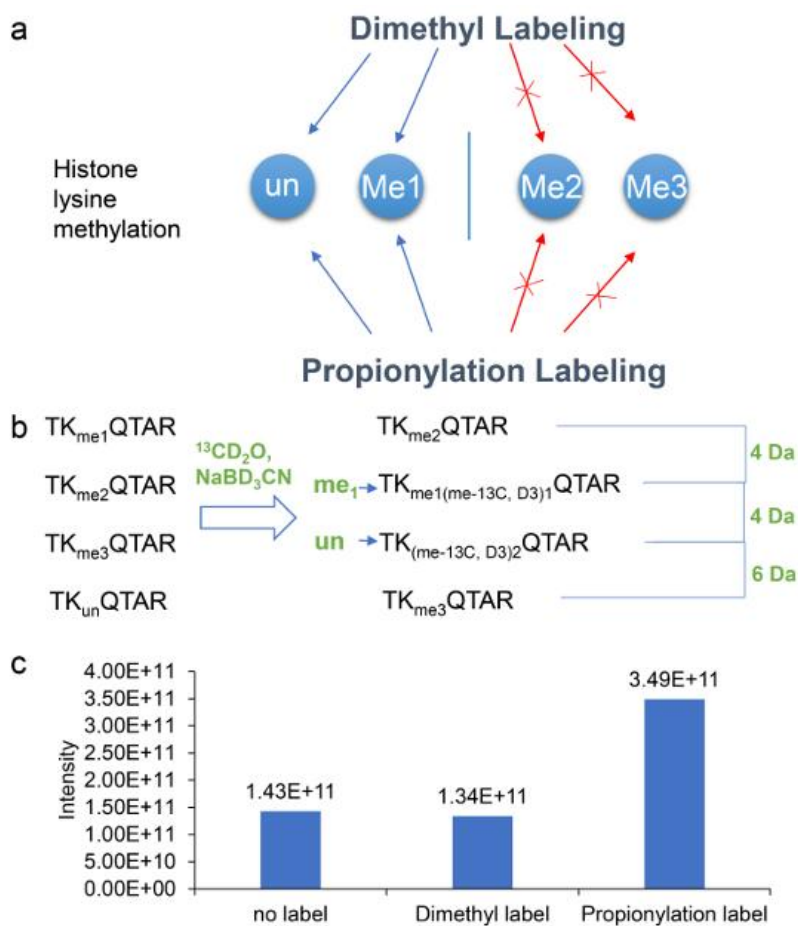 a
Dimethyl Labeling
Histone
lysine
methylation
un
Me1
Me2
Me3
Propionylation Labeling
b
TKme1QTAR
TKme2QTAR
TKme3QTAR
TKunQTAR
¹³CD₂O,
NaBD₃CN
me₁
un
TKme2QTAR
TKme1(me-13C, D3)1QTAR
TK(me-13C, D3)2QTAR
TKme3QTAR
4 Da
4 Da
6 Da
c
Intensity
4.00E+11
3.50E+11
3.00E+11
2.50E+11
2.00E+11
1.50E+11
1.00E+11
5.00E+10
0.00E+00
1.43E+11
1.34E+11
3.49E+11
no label
Dimethyl label
Propionylation label